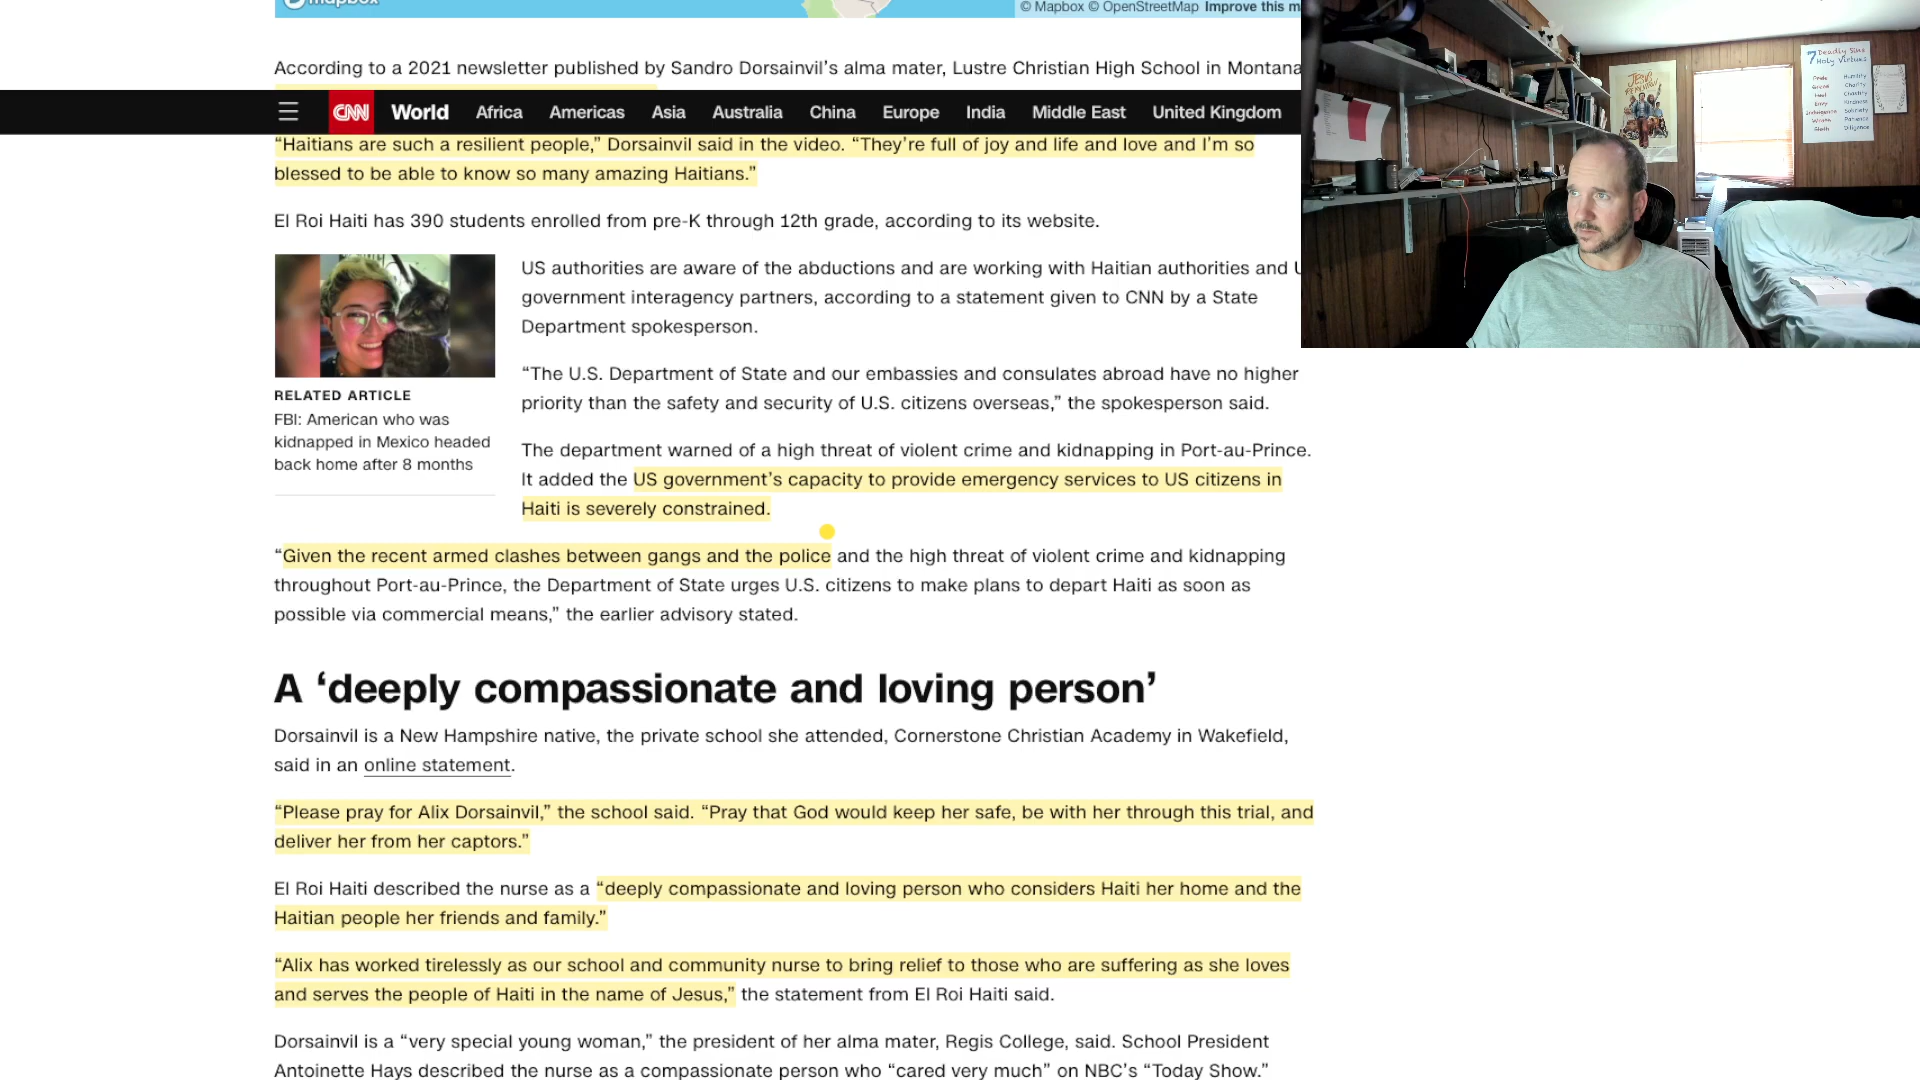 mapbox
© Mapbox © OpenStreetMap Improve this m
According to a 2021 newsletter published by Sandro Dorsainvil’s alma mater, Lustre Christian High School in Montana
CNN World Africa Americas Asia Australia China Europe India Middle East United Kingdom
“Haitians are such a resilient people,” Dorsainvil said in the video. “They’re full of joy and life and love and I’m so
blessed to be able to know so many amazing Haitians.”
El Roi Haiti has 390 students enrolled from pre-K through 12th grade, according to its website.
RELATED ARTICLE
FBI: American who was
kidnapped in Mexico headed
back home after 8 months
US authorities are aware of the abductions and are working with Haitian authorities and U
government interagency partners, according to a statement given to CNN by a State
Department spokesperson.
“The U.S. Department of State and our embassies and consulates abroad have no higher
priority than the safety and security of U.S. citizens overseas,” the spokesperson said.
The department warned of a high threat of violent crime and kidnapping in Port-au-Prince.
It added the US government’s capacity to provide emergency services to US citizens in
Haiti is severely constrained.
“Given the recent armed clashes between gangs and the police and the high threat of violent crime and kidnapping
throughout Port-au-Prince, the Department of State urges U.S. citizens to make plans to depart Haiti as soon as
possible via commercial means,” the earlier advisory stated.
A ‘deeply compassionate and loving person’
Dorsainvil is a New Hampshire native, the private school she attended, Cornerstone Christian Academy in Wakefield,
said in an online statement.
“Please pray for Alix Dorsainvil,” the school said. “Pray that God would keep her safe, be with her through this trial, and
deliver her from her captors.”
El Roi Haiti described the nurse as a “deeply compassionate and loving person who considers Haiti her home and the
Haitian people her friends and family.”
“Alix has worked tirelessly as our school and community nurse to bring relief to those who are suffering as she loves
and serves the people of Haiti in the name of Jesus,” the statement from El Roi Haiti said.
Dorsainvil is a “very special young woman,” the president of her alma mater, Regis College, said. School President
Antoinette Hays described the nurse as a compassionate person who “cared very much” on NBC’s “Today Show.”
7 Deadly Sins
Holy Virtues
Pride Humility
Greed Charity
Lust Chastity
Envy Kindness
Sobriety
Wrath Patience
Sloth Diligence